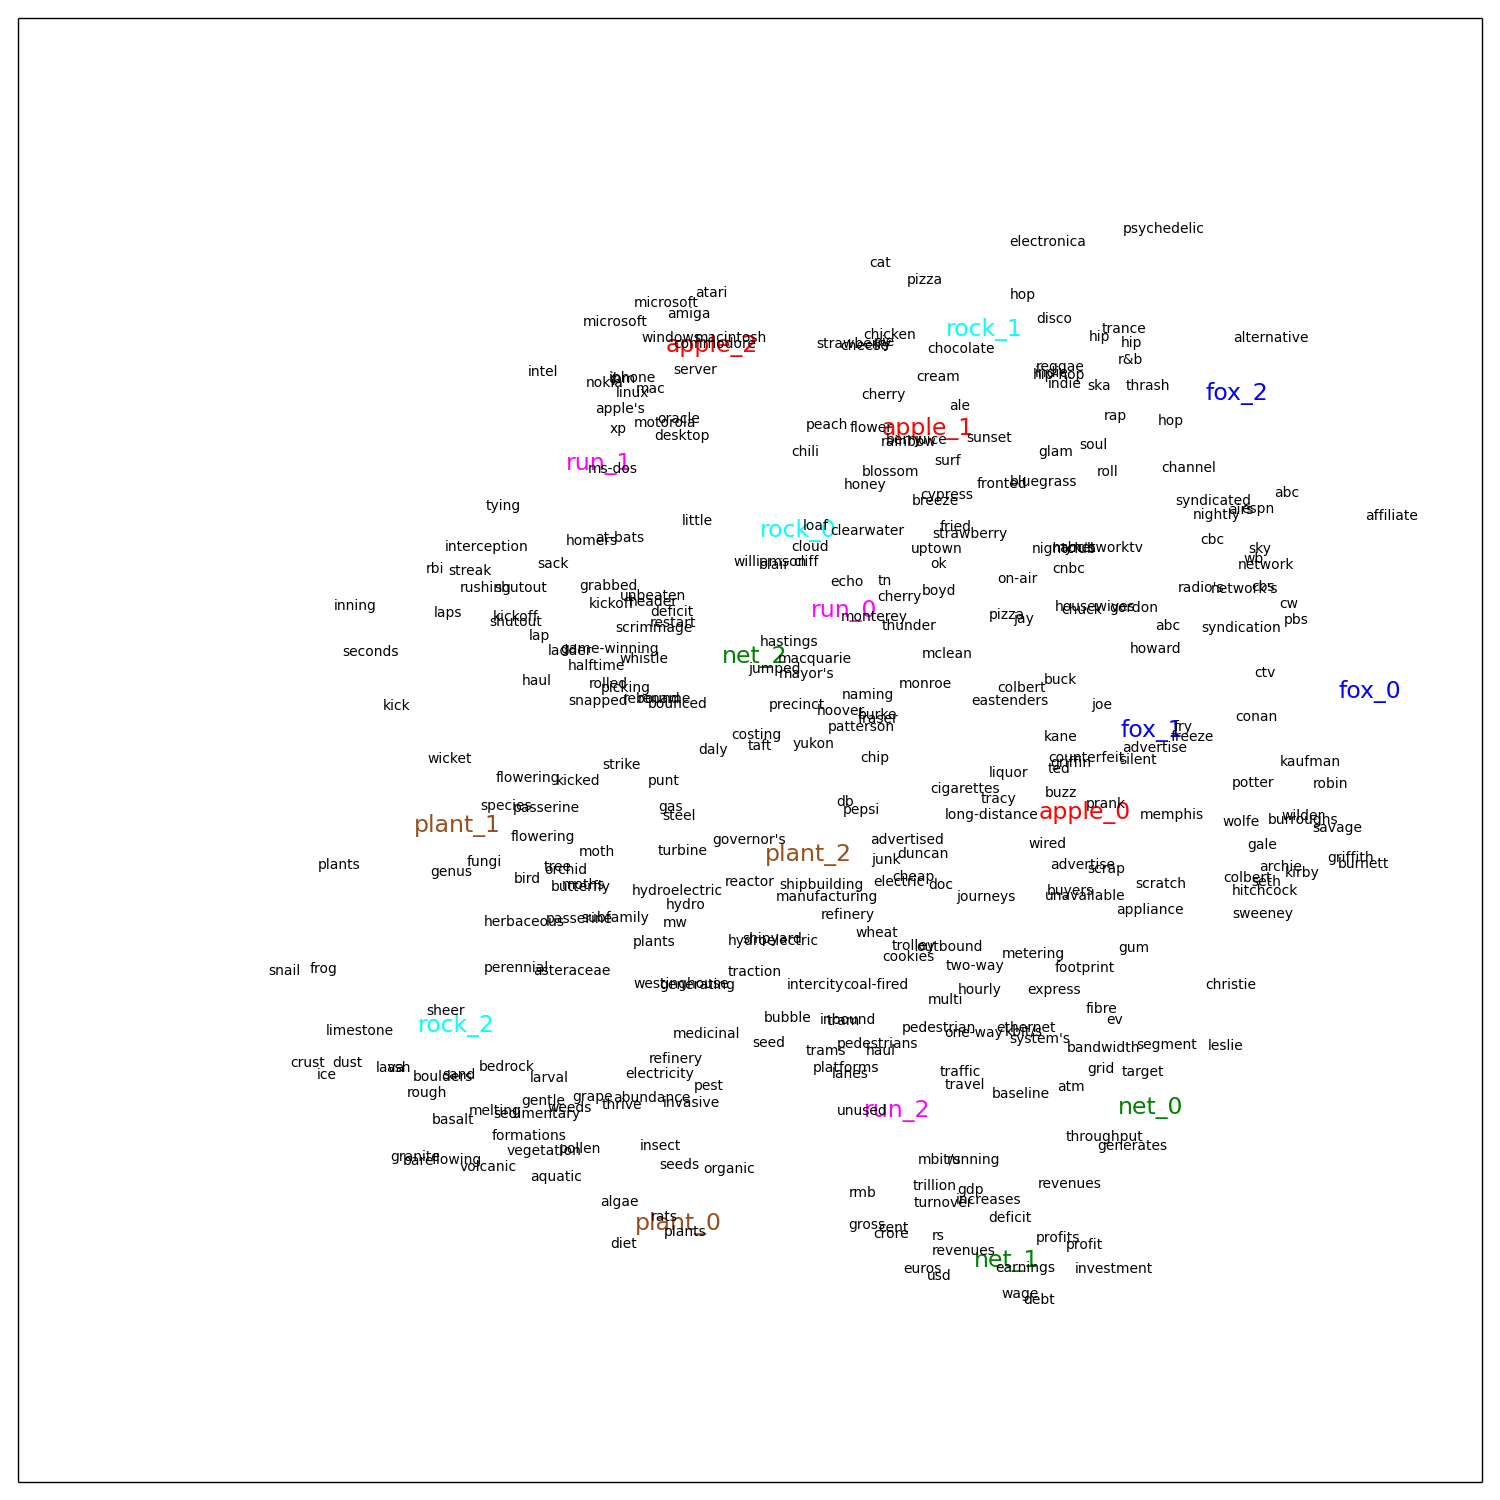 psychedelic
electronica
cat
pizza
atari
hop
microsoft
amiga
disco
microsoft
rock_1
trance
chicken
hip
alternative
windows
macintosh
hip
commodore
apple_2
strawberry
pie
cheese
chocolate
r&b
reggae
intel
server
hip-hop
iphone
cream
nokia
indie
ska
thrash
mac
linux
cherry
fox_2
ale
apple's
rap
oracle
motorola
peach
flower
apple_1
hop
xp
desktop
berry
juice
rainbow
sunset
soul
chili
glam
run_1
ms-dos
surf
blossom
roll
channel
honey
fronted
bluegrass
cypress
breeze
abc
syndicated
tying
airs
espn
nightly
affiliate
little
rock_0
loaf
clearwater
fried
strawberry
at-bats
homers
cbc
interception
cloud
uptown
nightclub
networktv
sky
sack
williamson
blair
cliff
ok
wb
network
rbi
streak
cnbc
echo
tn
on-air
rushing
shutout
grabbed
boyd
radio's
network's
cbs
unbeaten
cherry
inning
kickoff
header
run_0
housewives
chuck
gordon
cw
laps
kickoff
deficit
monterey
pizza
jay
pbs
shutout
restart
scrimmage
thunder
abc
syndication
lap
hastings
seconds
ladder
game-winning
howard
whistle
net_2
macquarie
mclean
halftime
jumped
mayor's
ctv
haul
rolled
picking
monroe
buck
colbert
fox_0
snapped
rebound
resume
bounced
naming
eastenders
kick
precinct
joe
hoover
burke
fraser
conan
costing
patterson
fox_1
fry
freeze
taft
yukon
kane
daly
advertise
wicket
chip
counterfeit
silent
griffin
ted
strike
kaufman
flowering
kicked
punt
liquor
potter
robin
cigarettes
buzz
species
passerine
gas
db
pepsi
tracy
prank
steel
long-distance
apple_0
memphis
wilder
burroughs
plant_1
wolfe
savage
flowering
governor's
advertised
wired
gale
moth
turbine
plant_2
duncan
junk
griffith
burnett
fungi
plants
tree
orchid
advertise
scrap
archie
genus
kirby
bird
cheap
colbert
seth
butterfly
moths
reactor
shipbuilding
electric
doc
scratch
hydroelectric
buyers
hitchcock
manufacturing
journeys
unavailable
hydro
appliance
refinery
sweeney
herbaceous
passerine
subfamily
mw
wheat
plants
shipyard
hydroelectric
trolley
outbound
gum
cookies
metering
snail
frog
perennial
asteraceae
traction
two-way
footprint
westinghouse
generating
intercity
coal-fired
christie
hourly
express
multi
sheer
fibre
bubble
inbound
tram
ev
rock_2
limestone
pedestrian
ethernet
medicinal
one-way
kbit/s
system's
seed
pedestrians
segment
leslie
trams
haul
bandwidth
crust
dust
refinery
lava
ash
bedrock
platforms
grid
ice
boulders
sand
larval
electricity
lanes
traffic
target
pest
travel
atm
rough
grape
abundance
baseline
gentle
weeds
thrive
invasive
melting
sedimentary
unused
run_2
net_0
basalt
formations
throughput
vegetation
pollen
insect
generates
granite
bare
flowing
volcanic
seeds
organic
mbit/s
running
aquatic
trillion
gdp
revenues
rmb
algae
turnover
increases
rats
plant_0
plants
gross
cent
crore
deficit
rs
profits
diet
revenues
profit
net_1
euros
usd
earnings
investment
wage
debt